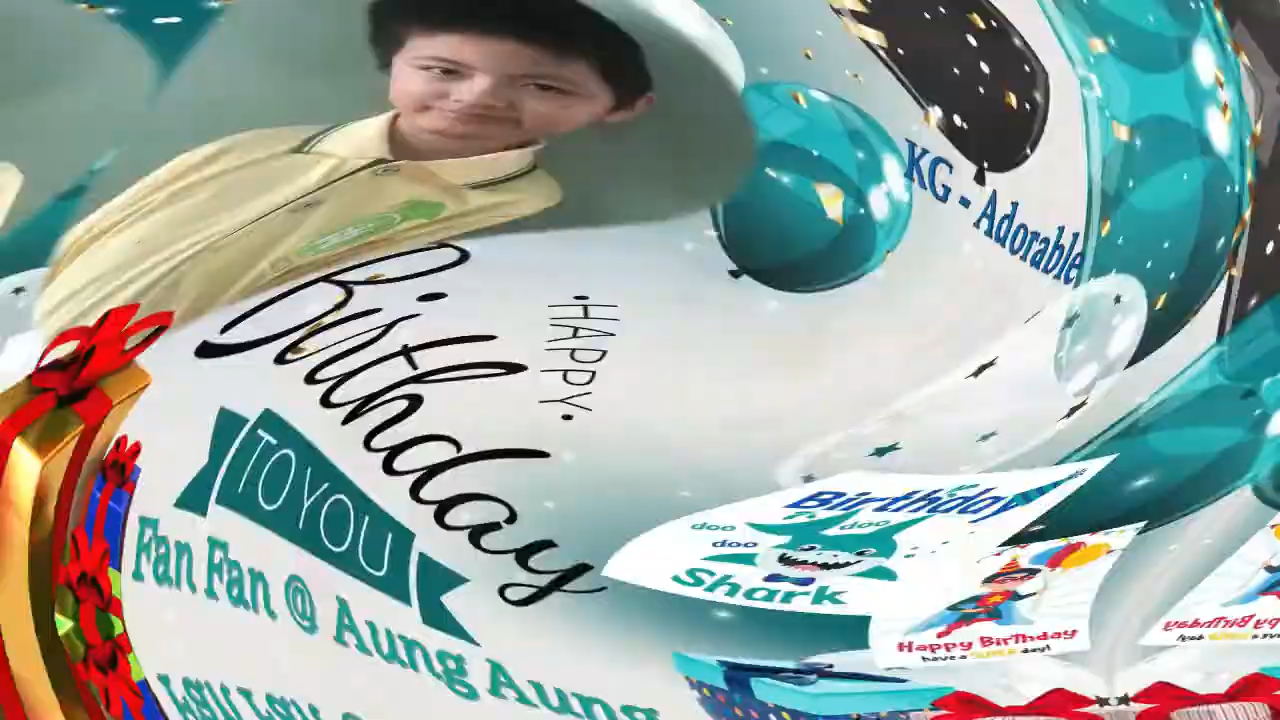 KG - Adorable
HAPPY
Birthday
TO YOU
Fan Fan @ Aung Aung
Birthday
doo doo
doo
Shark
Happy Birthday
have a SUPER day!